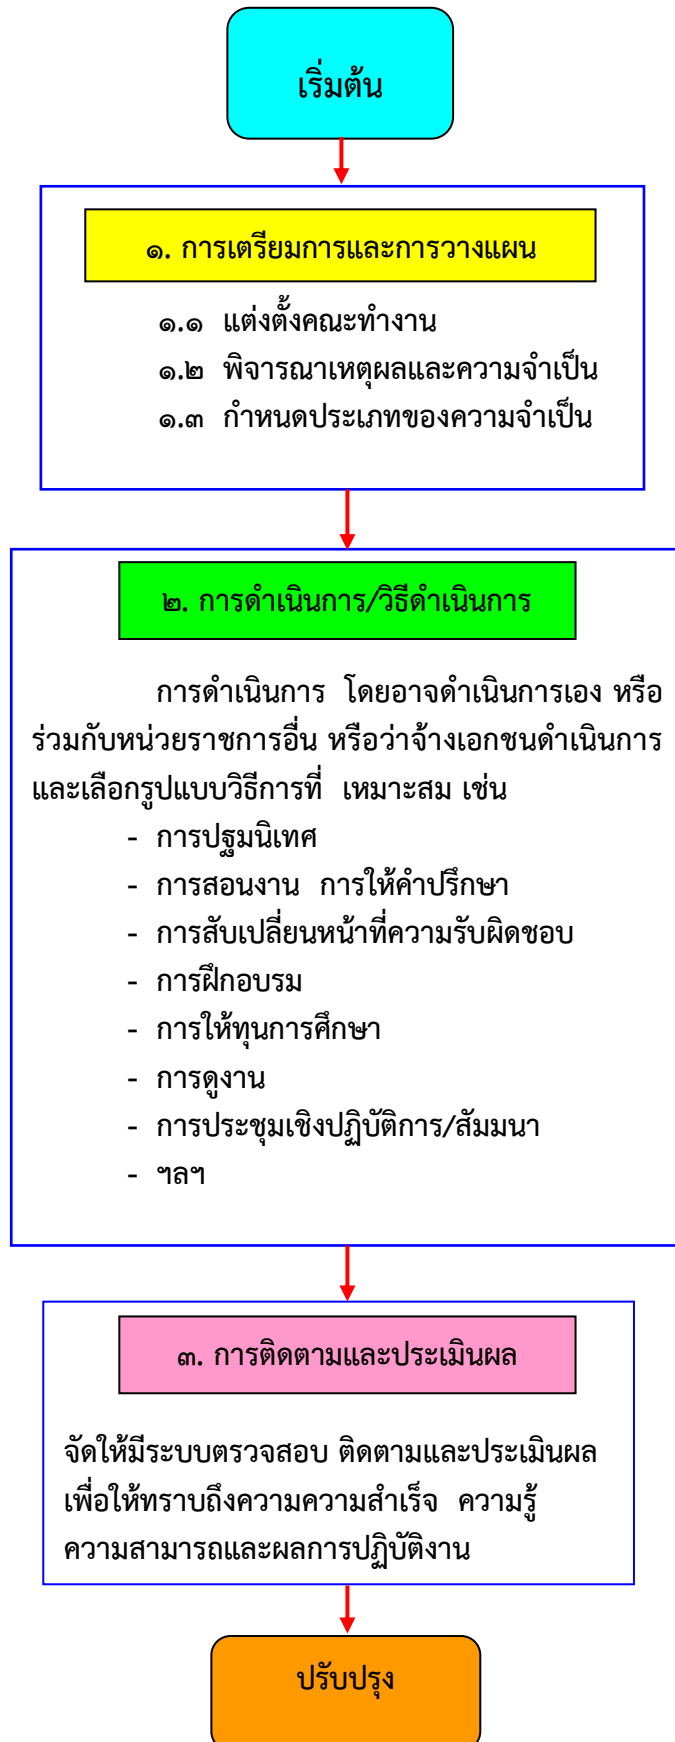 เริ่มต้น
๑. การเตรียมการและการวางแผน
๑.๑ แต่งตั้งคณะทำงาน
๑.๒ พิจารณาเหตุผลและความจำเป็น
๑.๓ กำหนดประเภทของความจำเป็น
๒. การดำเนินการ/วิธีดำเนินการ
การดำเนินการ โดยอาจดำเนินการเอง หรือ
ร่วมกับหน่วยราชการอื่น หรือว่าจ้างเอกชนดำเนินการ
และเลือกรูปแบบวิธีการที่ เหมาะสม เช่น
- การปฐมนิเทศ
- การสอนงาน การให้คำปรึกษา
- การสับเปลี่ยนหน้าที่ความรับผิดชอบ
- การฝึกอบรม
- การให้ทุนการศึกษา
- การดูงาน
- การประชุมเชิงปฏิบัติการ/สัมมนา
- ฯลฯ
๓. การติดตามและประเมินผล
จัดให้มีระบบตรวจสอบ ติดตามและประเมินผล
เพื่อให้ทราบถึงความความสำเร็จ ความรู้
ความสามารถและผลการปฏิบัติงาน
ปรับปรุง